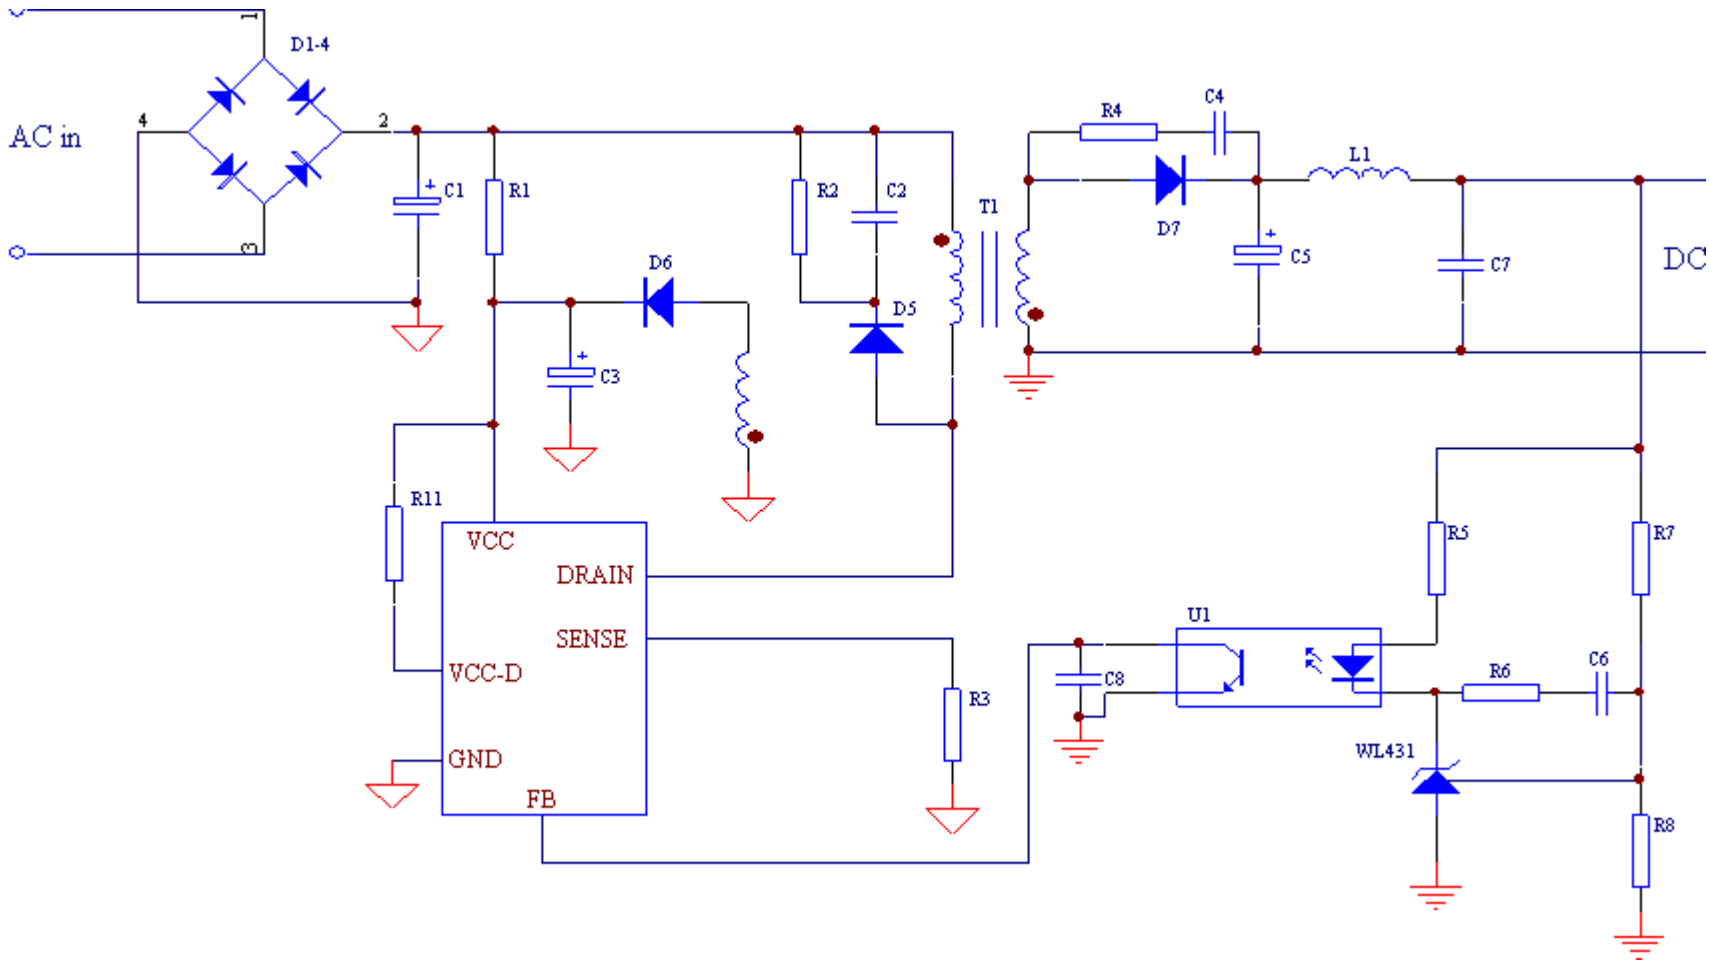 1
D1-4
AC in
4
2
3
C1
R1
R2
C2
T1
R4
C4
L1
D7
C5
C7
DC
D6
D5
C3
R11
VCC
DRAIN
SENSE
VCC-D
GND
FB
R3
U1
C8
R5
R7
R6
C6
WL431
R8
+
+
+